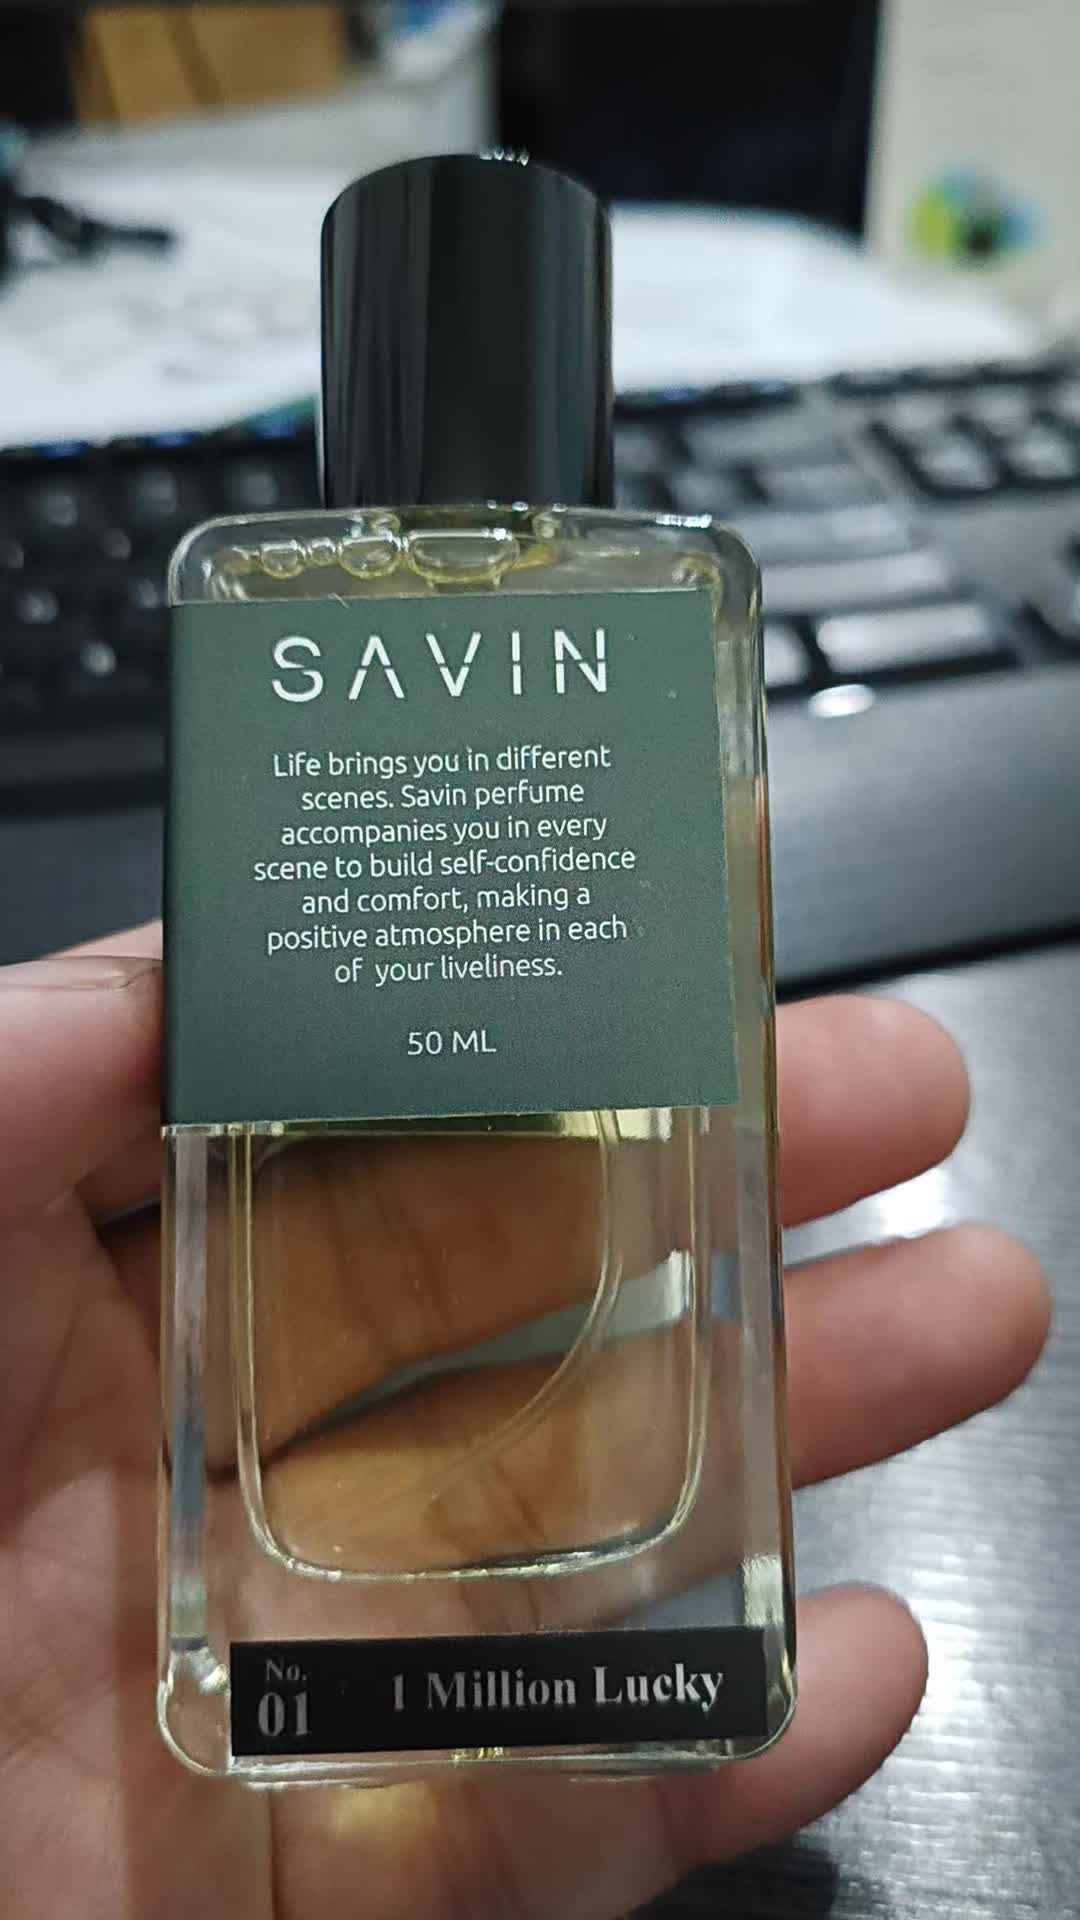 SAVIN
Life brings you in different
scenes. Savin perfume
accompanies you in every
scene to build self-confidence
and comfort, making a
positive atmosphere in each
of your liveliness.
50 ML
No.
01
1 Million Lucky